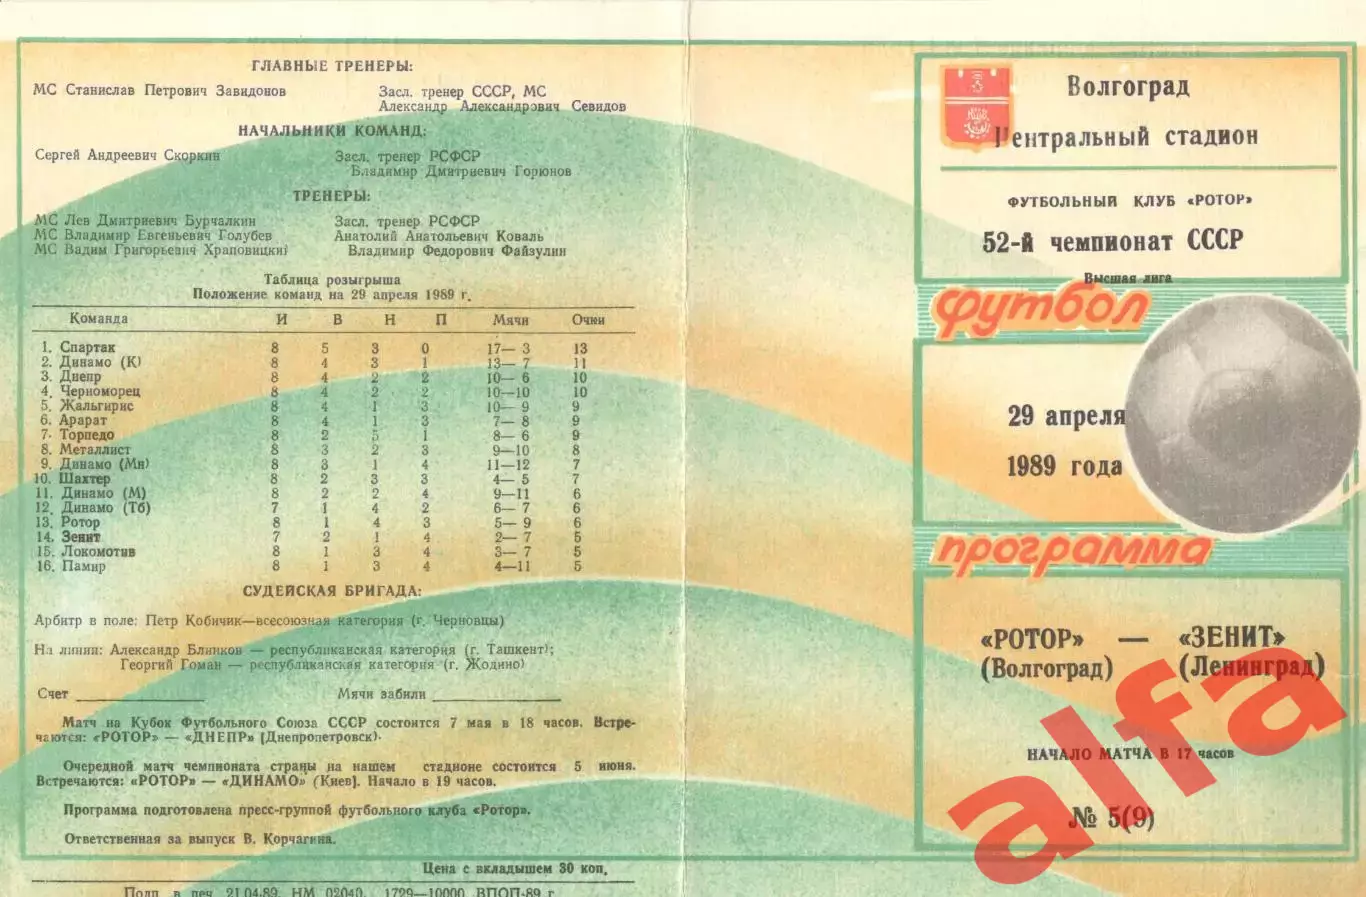 ГЛАВНЫЕ ТРЕНЕРЫ:
МС Станислав Петрович Завидонов
Засл. тренер СССР, МС
Александр Александрович Севидов
НАЧАЛЬНИКИ КОМАНД:
Сергей Андреевич Скоркин
Засл. тренер РСФСР
Владимир Дмитриевич Горюнов
ТРЕНЕРЫ:
МС Лев Дмитриевич Бурчалкин
МС Владимир Евгеньевич Голубев
МС Вадим Григорьевич Храповицкий
Засл. тренер РСФСР
Анатолий Анатольевич Коваль
Владимир Федорович Файзулин
Таблица розыгрыша
Положение команд на 29 апреля 1989 г.
Команда И В Н П Мячи Очки
1. Спартак 8 5 3 0 17— 3 13
2. Динамо (К) 8 4 3 1 13— 7 11
3. Днепр 8 4 2 2 10— 6 10
4. Черноморец 8 4 2 2 10—10 10
5. Жальгирис 8 4 1 3 10— 9 9
6. Арарат 8 4 1 3 7— 8 9
7. Торпедо 8 2 5 1 8— 6 9
8. Металлист 8 3 2 3 9—10 8
9. Динамо (Мн) 8 3 1 4 11—12 7
10. Шахтер 8 2 3 3 4— 5 7
11. Динамо (М) 8 2 2 4 9—11 6
12. Динамо (Тб) 7 1 4 2 6— 7 6
13. Ротор 8 1 4 3 5— 9 6
14. Зенит 7 2 1 4 2— 7 5
15. Локомотив 8 1 3 4 3— 7 5
16. Памир 8 1 3 4 4—11 5
СУДЕЙСКАЯ БРИГАДА:
Арбитр в поле: Петр Кобичик—всесоюзная категория (г. Черновцы)
На линии: Александр Блинков — республиканская категория (г. Ташкент);
Георгий Гоман — республиканская категория (г. Жодино)
Счет Мячи забили
Матч на Кубок Футбольного Союза СССР состоится 7 мая в 18 часов. Встре-
чаются: «РОТОР» — «ДНЕПР» (Днепропетровск).
Очередной матч чемпионата страны на нашем стадионе состоится 5 июня.
Встречаются: «РОТОР» — «ДИНАМО» (Киев). Начало в 19 часов.
Программа подготовлена пресс-группой футбольного клуба «Ротор».
Ответственная за выпуск В. Корчагина.
Цена с вкладышем 30 коп.
Подп. в печ. 21.04.89. НМ 02040. 1729—10000 ВПОП-89 г.
Волгоград
Центральный стадион
ФУТБОЛЬНЫЙ КЛУБ «РОТОР»
52-й чемпионат СССР
Высшая лига
футбол
29 апреля
1989 года
программа
«РОТОР» — «ЗЕНИТ»
(Волгоград) (Ленинград)
НАЧАЛО МАТЧА В 17 часов
№ 5(9)
alfa